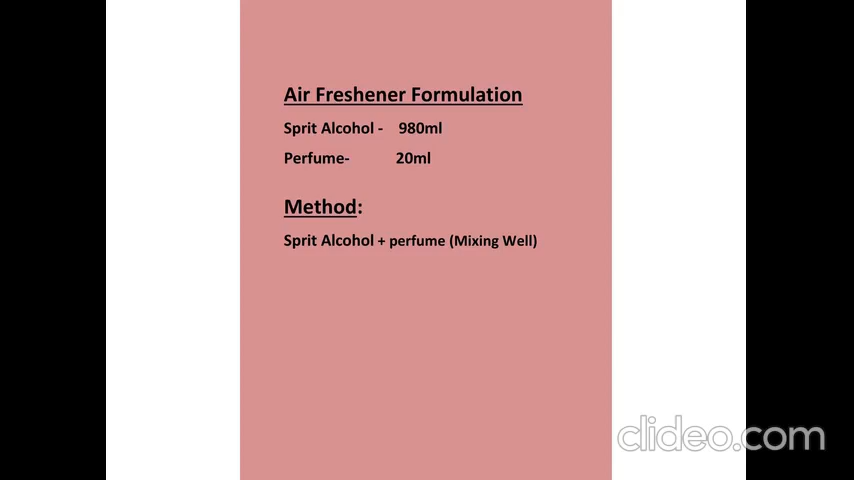 Air Freshener Formulation
Sprit Alcohol - 980ml
Perfume- 20ml
Method:
Sprit Alcohol + perfume (Mixing Well)
clideo.com